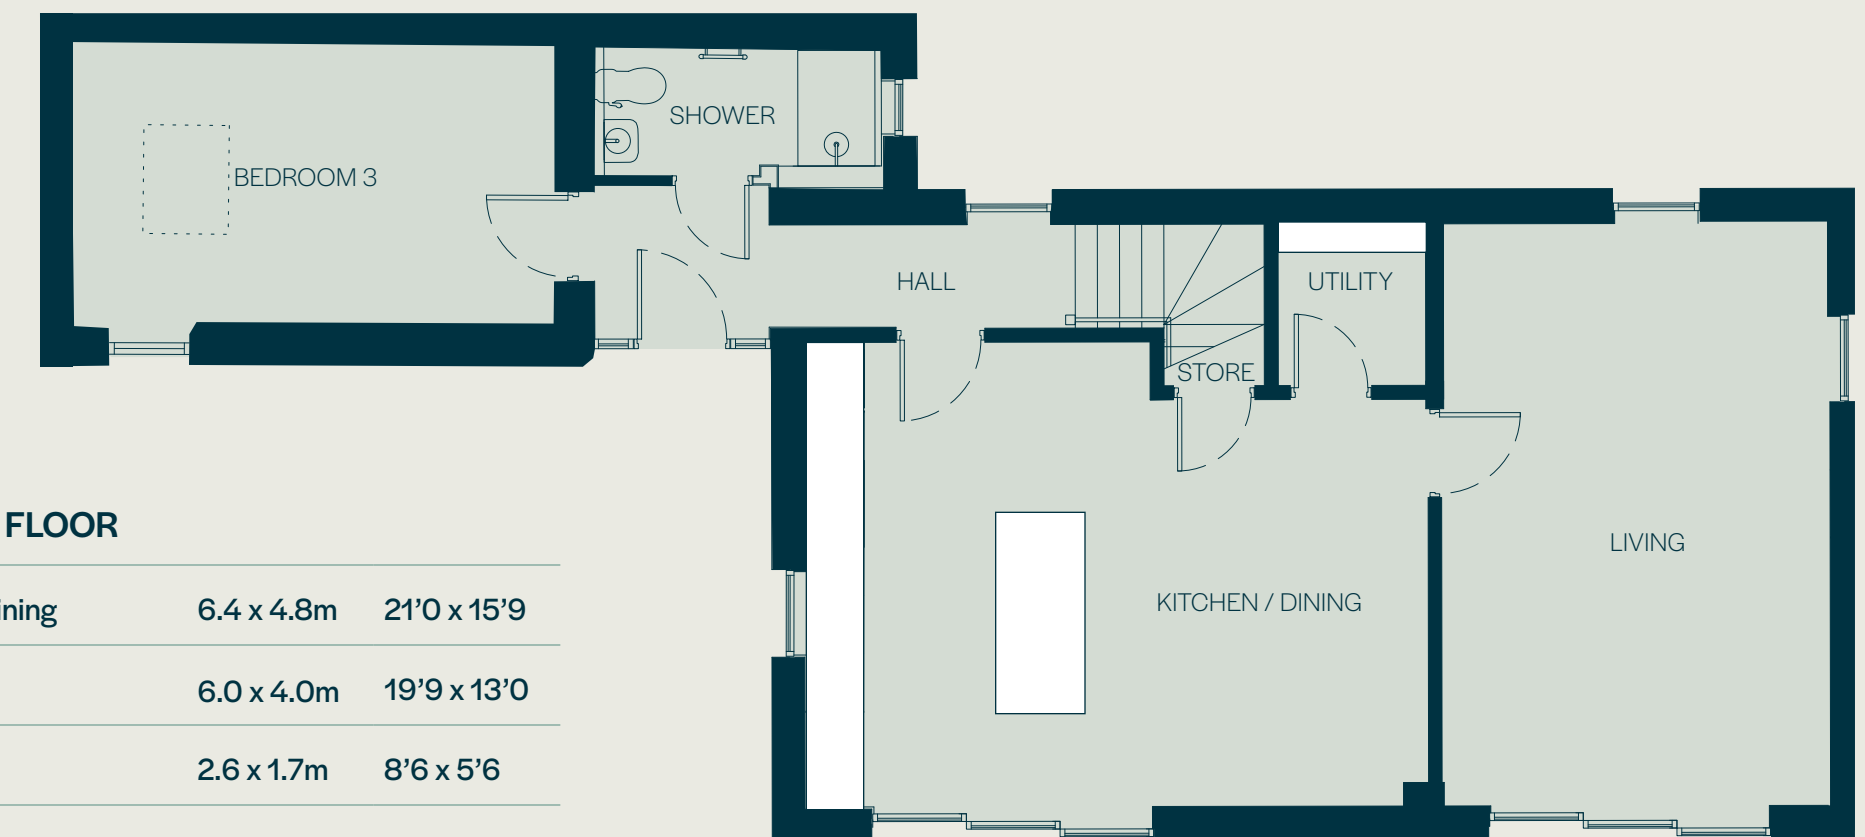 SHOWER
BEDROOM 3
HALL
UTILITY
STORE
LIVING
KITCHEN / DINING
FLOOR
ining 6.4 x 4.8m 21’0 x 15’9
6.0 x 4.0m 19’9 x 13’0
2.6 x 1.7m 8’6 x 5’6